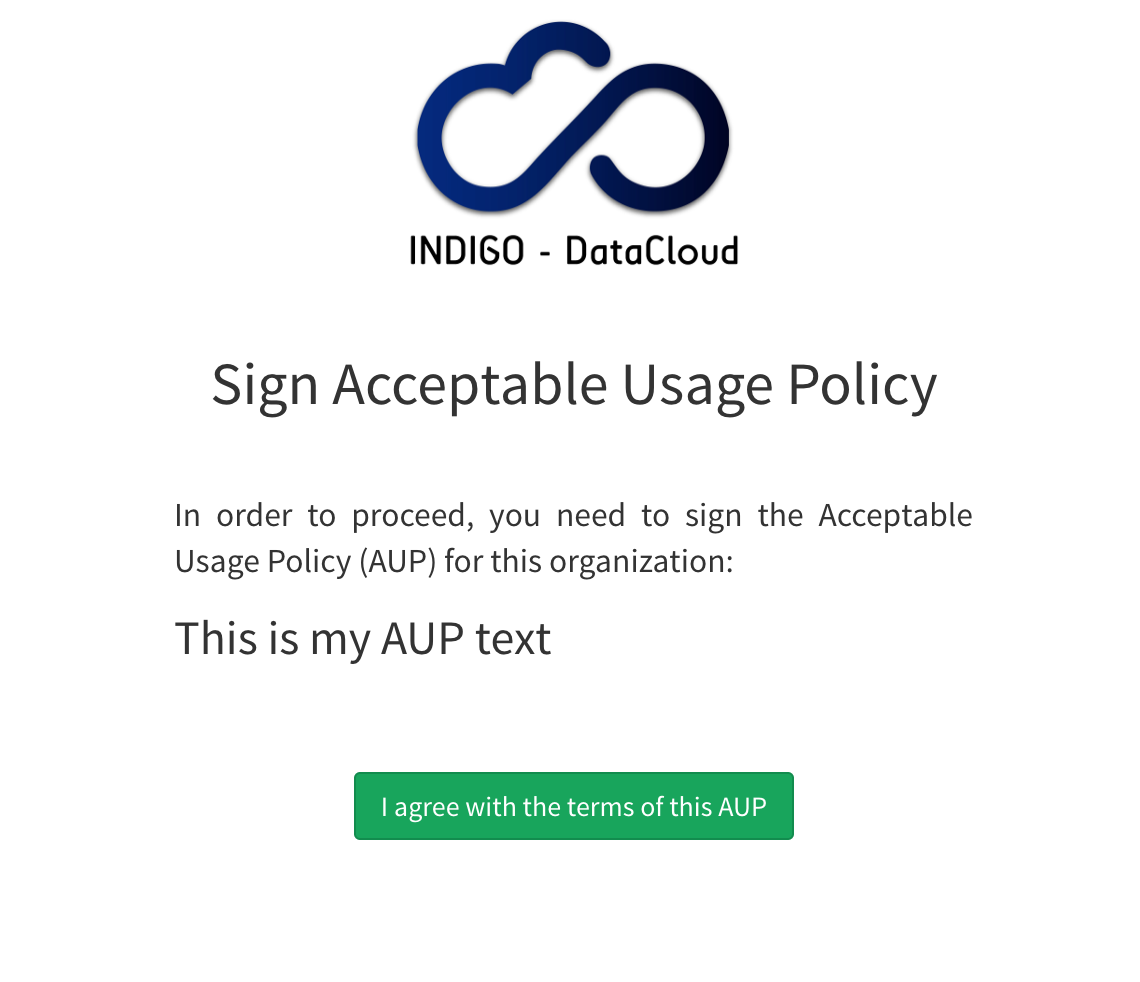 INDIGO - DataCloud
Sign Acceptable Usage Policy
In order to proceed, you need to sign the Acceptable
Usage Policy (AUP) for this organization:
This is my AUP text
I agree with the terms of this AUP